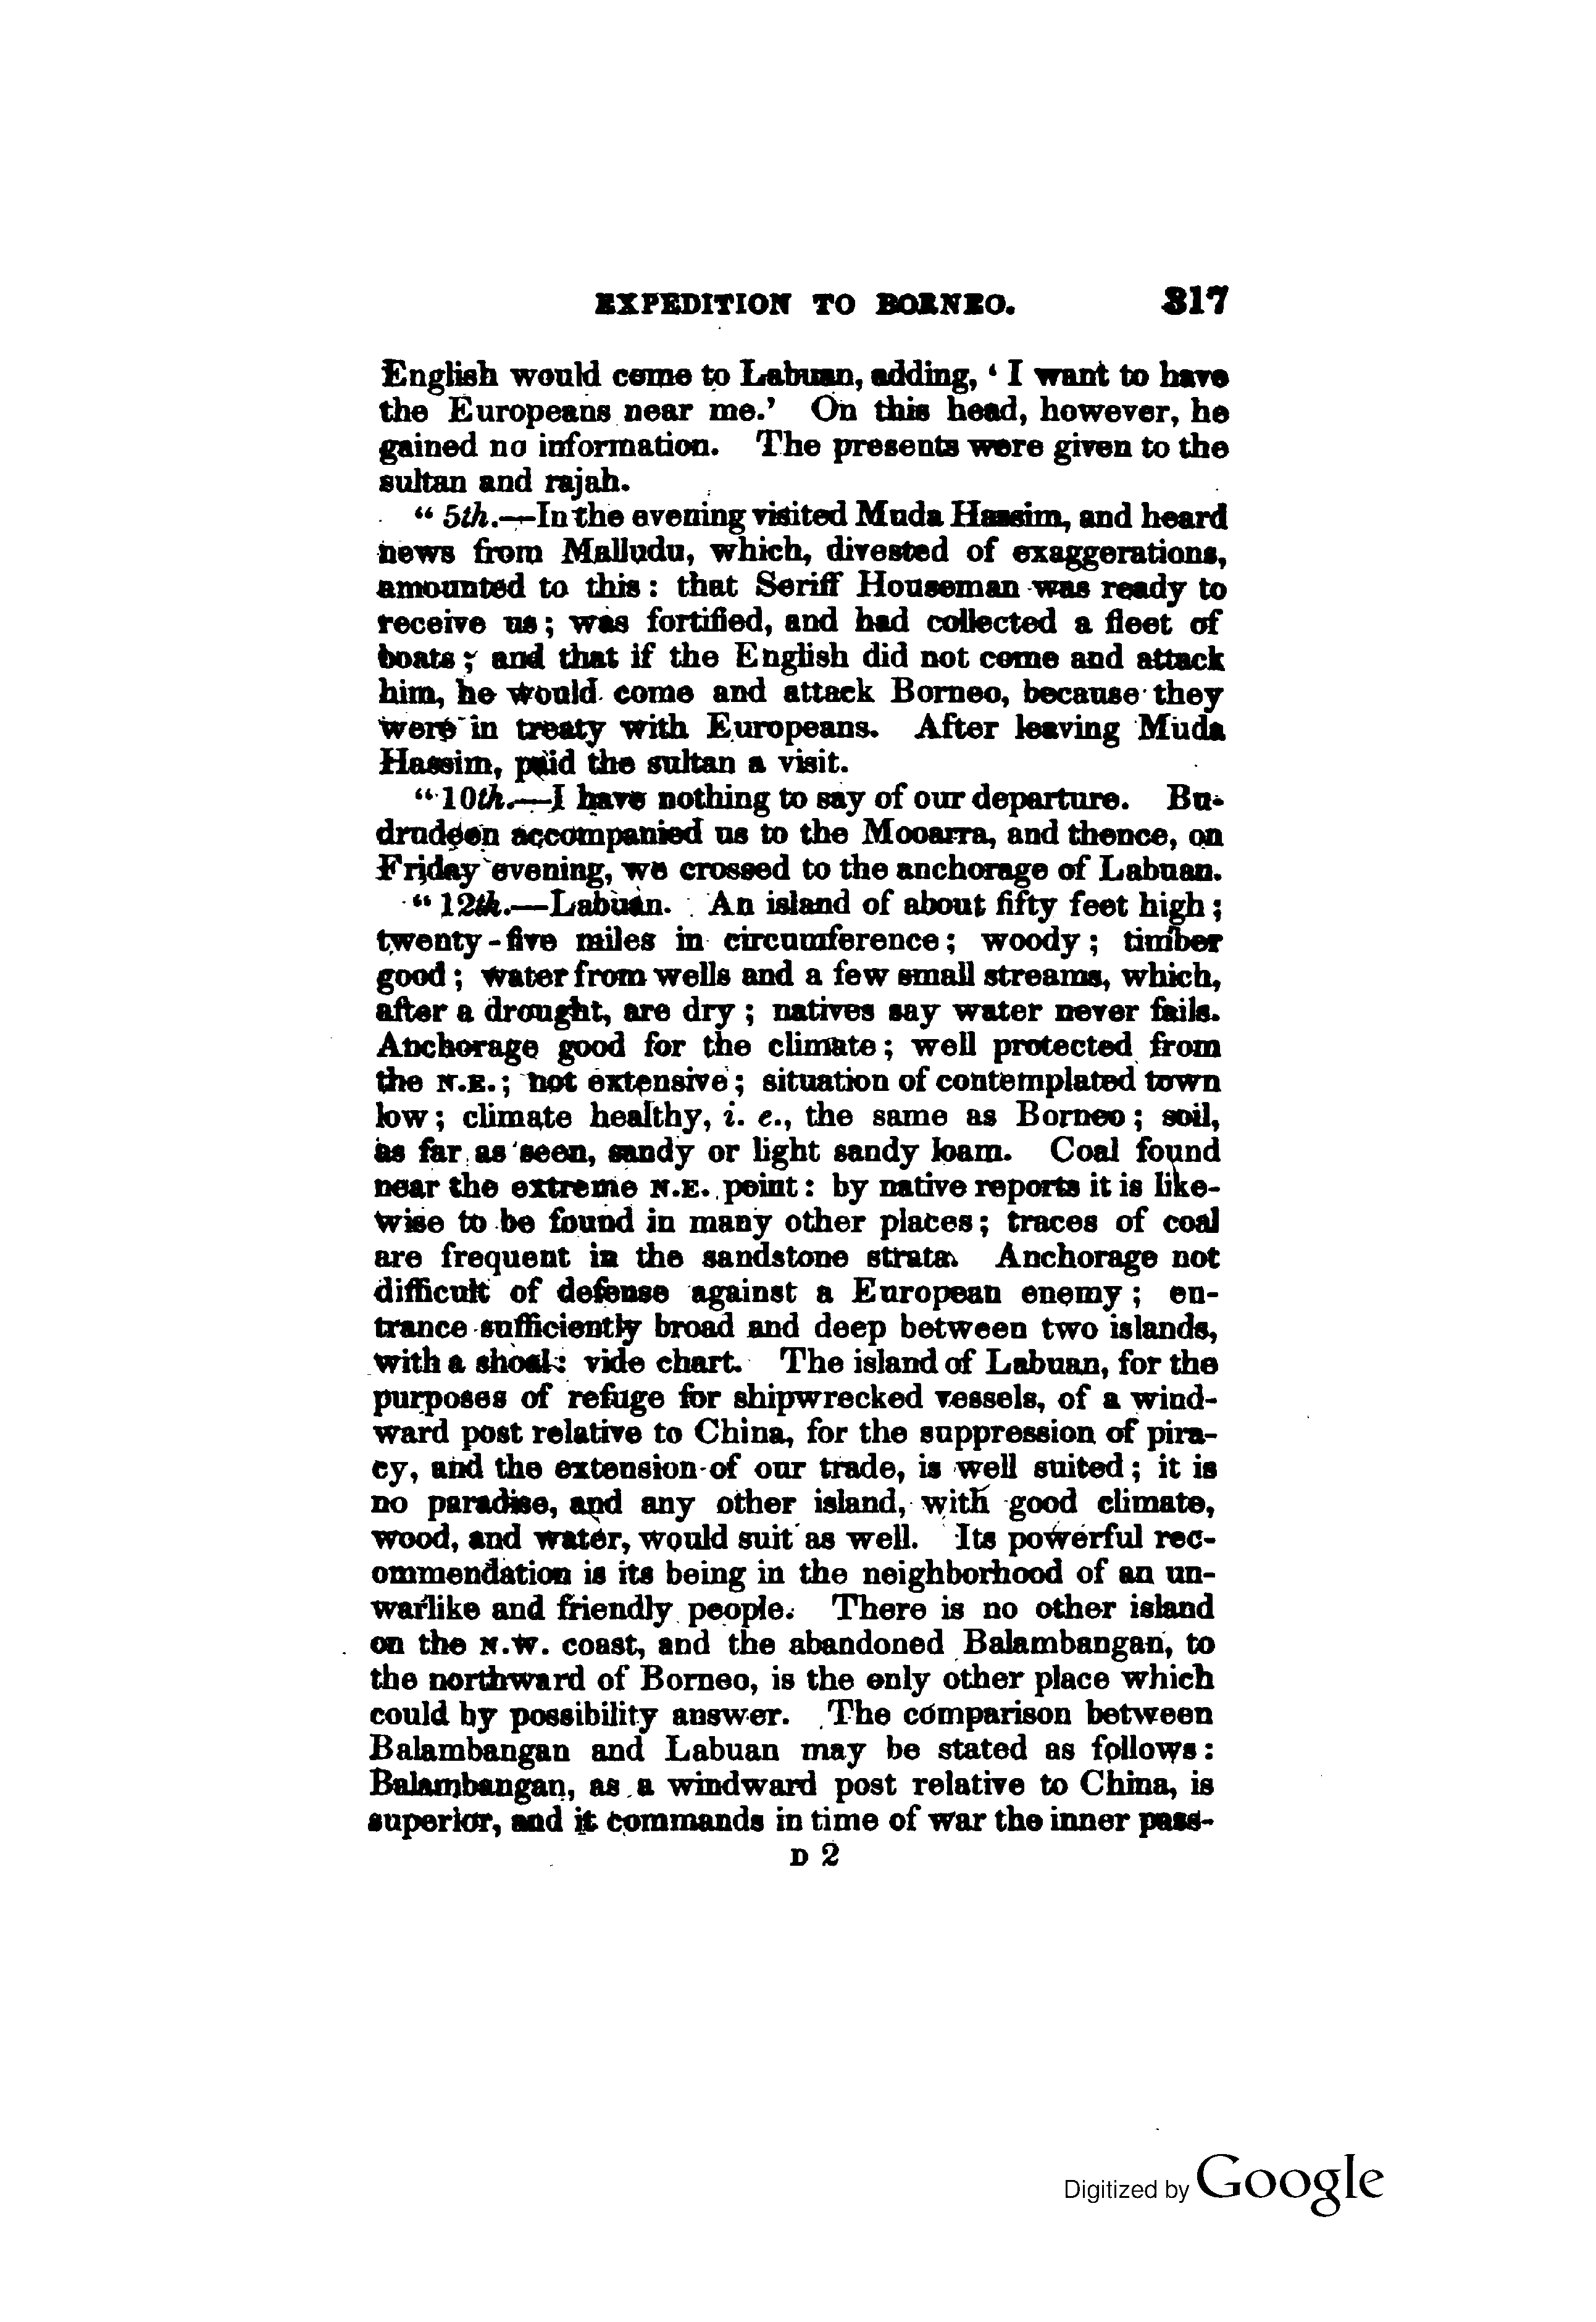 EXPEDITION TO BORNEO. 317
English would come to Labuan, adding, ‘ I want to have
the Europeans near me.’ On this head, however, he
gained no information. The presents were given to the
sultan and rajah.
“ 5th.—In the evening visited Muda Hassim, and heard
news from Malludu, which, divested of exaggerations,
amounted to this : that Seriff Houseman was ready to
receive us ; was fortified, and had collected a fleet of
boats ; and that if the English did not come and attack
him, he would come and attack Borneo, because they
were in treaty with Europeans. After leaving Muda
Hassim, paid the sultan a visit.
“ 10th.—I have nothing to say of our departure. Bu-
drudeen accompanied us to the Mooarra, and thence, on
Friday evening, we crossed to the anchorage of Labuan.
“ 12th.—Labuan. An island of about fifty feet high ;
twenty-five miles in circumference ; woody ; timber
good ; water from wells and a few small streams, which,
after a drought, are dry ; natives say water never fails.
Anchorage good for the climate ; well protected from
the N.E. ; not extensive ; situation of contemplated town
low ; climate healthy, i. e., the same as Borneo ; soil,
as far as seen, sandy or light sandy loam. Coal found
near the extreme N.E. point : by native reports it is like-
wise to be found in many other places ; traces of coal
are frequent in the sandstone strata. Anchorage not
difficult of defense against a European enemy ; en-
trance sufficiently broad and deep between two islands,
with a shoal : vide chart. The island of Labuan, for the
purposes of refuge for shipwrecked vessels, of a wind-
ward post relative to China, for the suppression of pira-
cy, and the extension of our trade, is well suited ; it is
no paradise, and any other island, with good climate,
wood, and water, would suit as well. Its powerful rec-
ommendation is its being in the neighborhood of an un-
warlike and friendly people. There is no other island
on the N.W. coast, and the abandoned Balambangan, to
the northward of Borneo, is the only other place which
could by possibility answer. The comparison between
Balambangan and Labuan may be stated as follows :
Balambangan, as a windward post relative to China, is
superior, and it commands in time of war the inner pass-
D 2
Digitized by Google